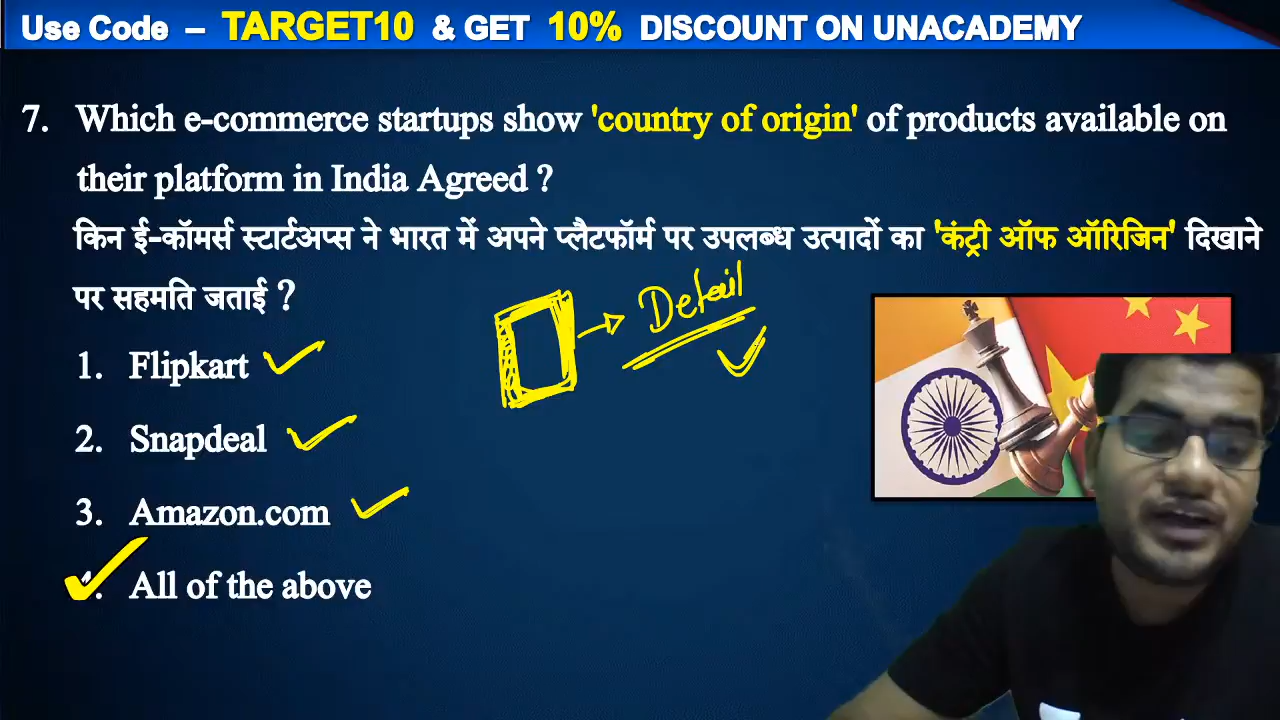 Use Code – TARGET10 & GET 10% DISCOUNT ON UNACADEMY
7. Which e-commerce startups show 'country of origin' of products available on
their platform in India Agreed ?
किन ई-कॉमर्स स्टार्टअप्स ने भारत में अपने प्लैटफॉर्म पर उपलब्ध उत्पादों का 'कंट्री ऑफ ऑरिजिन' दिखाने
पर सहमति जताई ?
Detail
1. Flipkart
2. Snapdeal
3. Amazon.com
4. All of the above